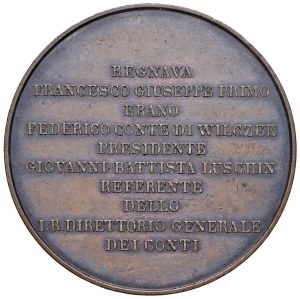 REGNAVA
FRANCESCO GIUSEPPE PRIMO
ERANO
FEDERICO CONTE DI WILCZEK
PRESIDENTE
GIOVANNI BATTISTA LUSCHIN
REFERENTE
DELLO
I.R. DIRETTORIO GENERALE
DEI CONTI